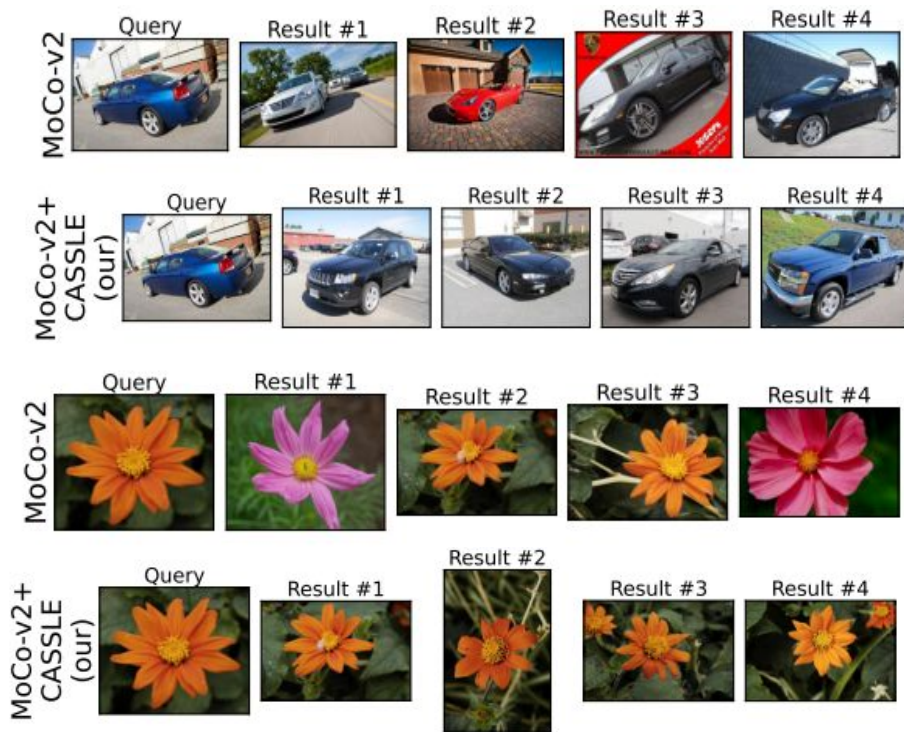 Query Result #1 Result #2 Result #3 Result #4
MoCo-v2
Query Result #1 Result #2 Result #3 Result #4
MoCo-v2+
CASSLE
(our)
Query Result #1 Result #2 Result #3 Result #4
MoCo-v2
Query Result #1 Result #2 Result #3 Result #4
MoCo-v2+
CASSLE
(our)